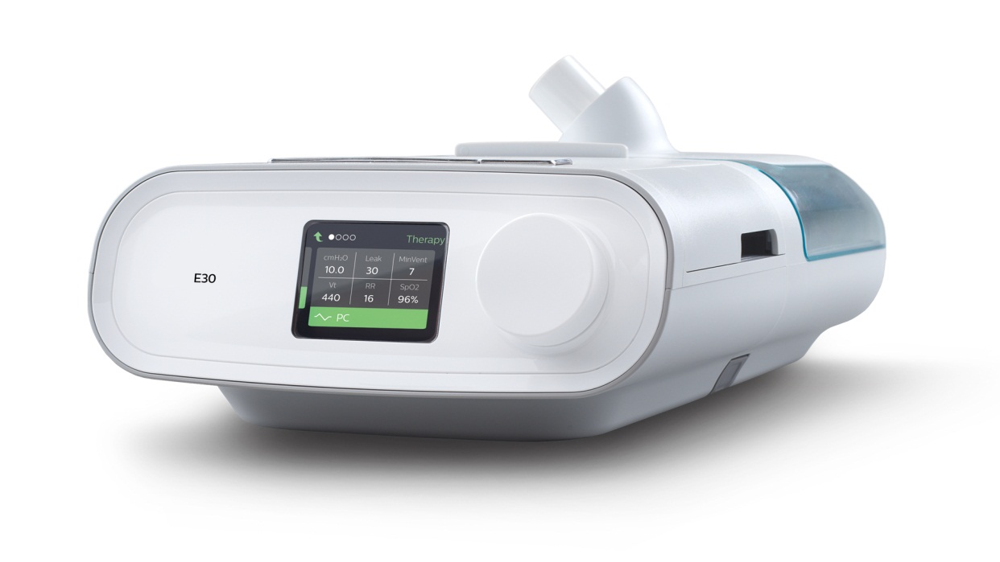 E30
Therapy
cmH₂O Leak MinVent
10.0 30 7
Vt RR SpO2
440 16 96%
PC